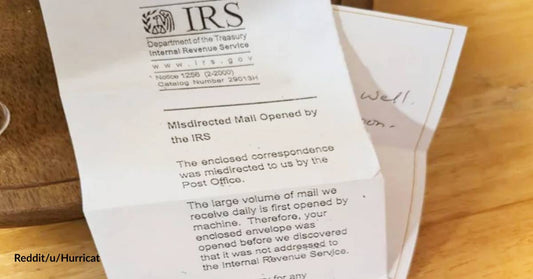 IRS
Department of the Treasury
Internal Revenue Service
www.irs.gov
Notice 1258 (2-2000)
Catalog Number 29013H
Misdirected Mail Opened by
the IRS
The enclosed correspondence
was misdirected to us by the
Post Office.
The large volume of mail we
receive daily is first opened by
machine. Therefore, your
enclosed envelope was
opened before we discovered
that it was not addressed to
the Internal Revenue Service.
for any
well.
Reddit/u/Hurricat